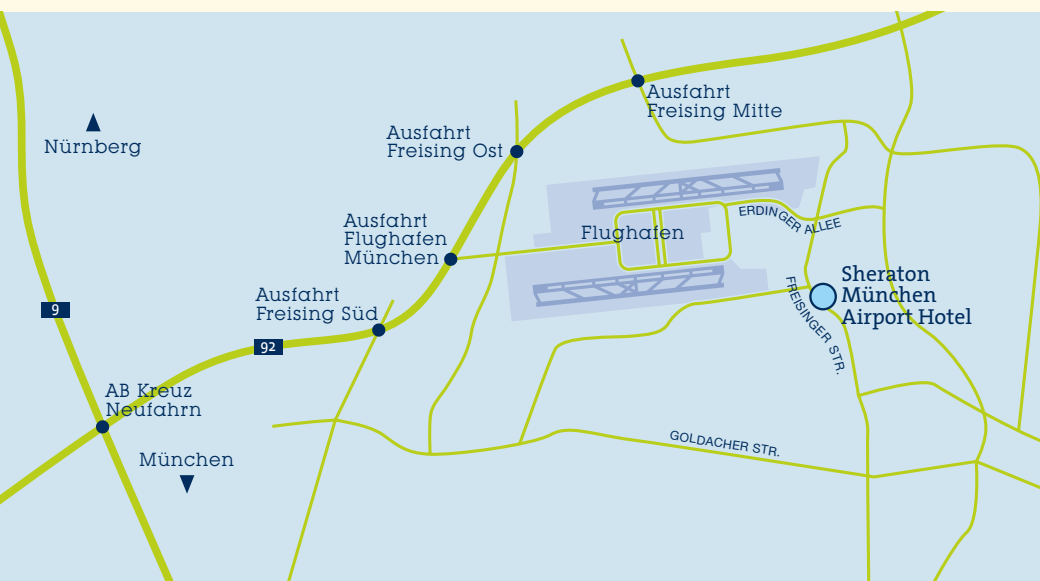 Ausfahrt
Freising Mitte
Nürnberg
Ausfahrt
Freising Ost
Ausfahrt
Flughafen
München
Flughafen
ERDINGER ALLEE
Sheraton
München
Airport Hotel
FREISINGER STR.
Ausfahrt
Freising Süd
9
92
AB Kreuz
Neufahrn
München
GOLDACHER STR.